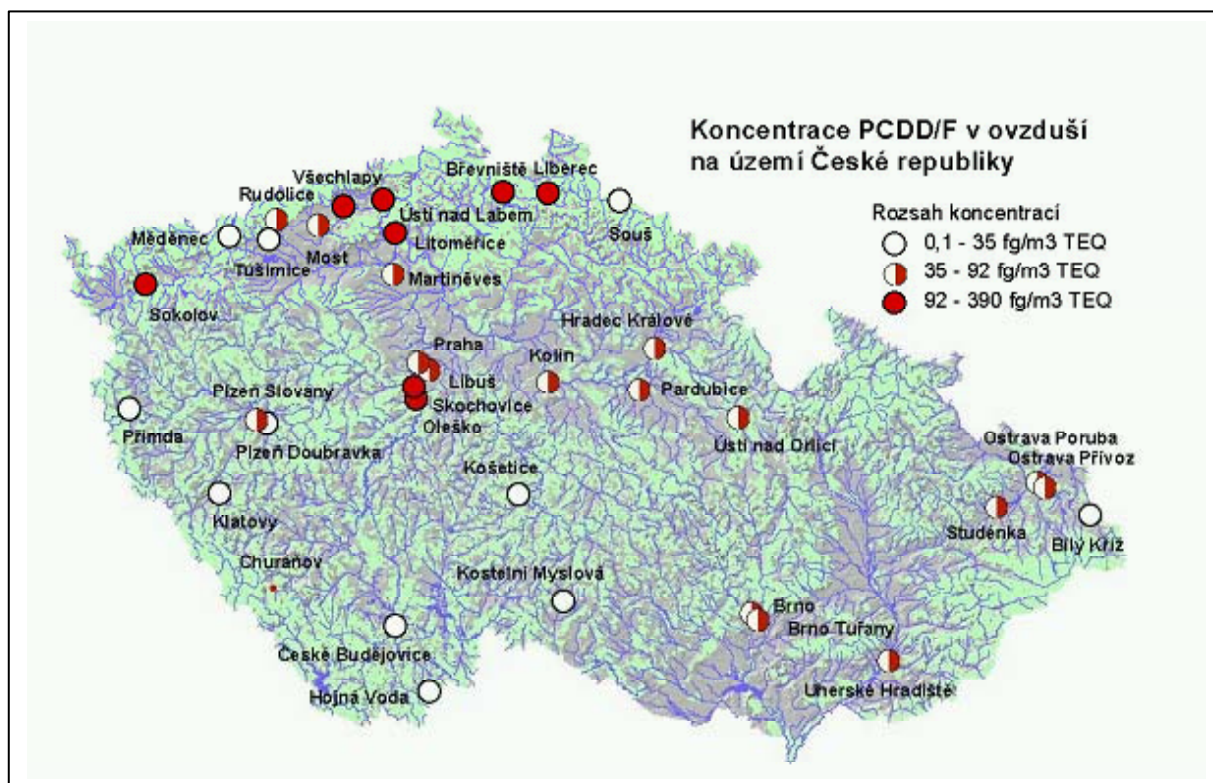 Koncentrace PCDD/F v ovzduší
na území České republiky
Rozsah koncentrací
0,1 - 35 fg/m3 TEQ
35 - 92 fg/m3 TEQ
92 - 390 fg/m3 TEQ
Břevniště
Liberec
Všechlapy
Rudolice
Ústí nad Labem
Souš
Měděnec
Litoměřice
Most
Tušimice
Martiněves
Sokolov
Hradec Králové
Praha
Kolín
Libuš
Plzeň Slovany
Pardubice
Skochovice
Oleško
Přimda
Plzeň Doubravka
Ústí nad Orlicí
Ostrava Poruba
Ostrava Přívoz
Košetice
Klatovy
Studénka
Bílý Kříž
Churáňov
Kostelní Myslová
Brno
Brno Tuřany
České Budějovice
Hojná Voda
Uherské Hradiště